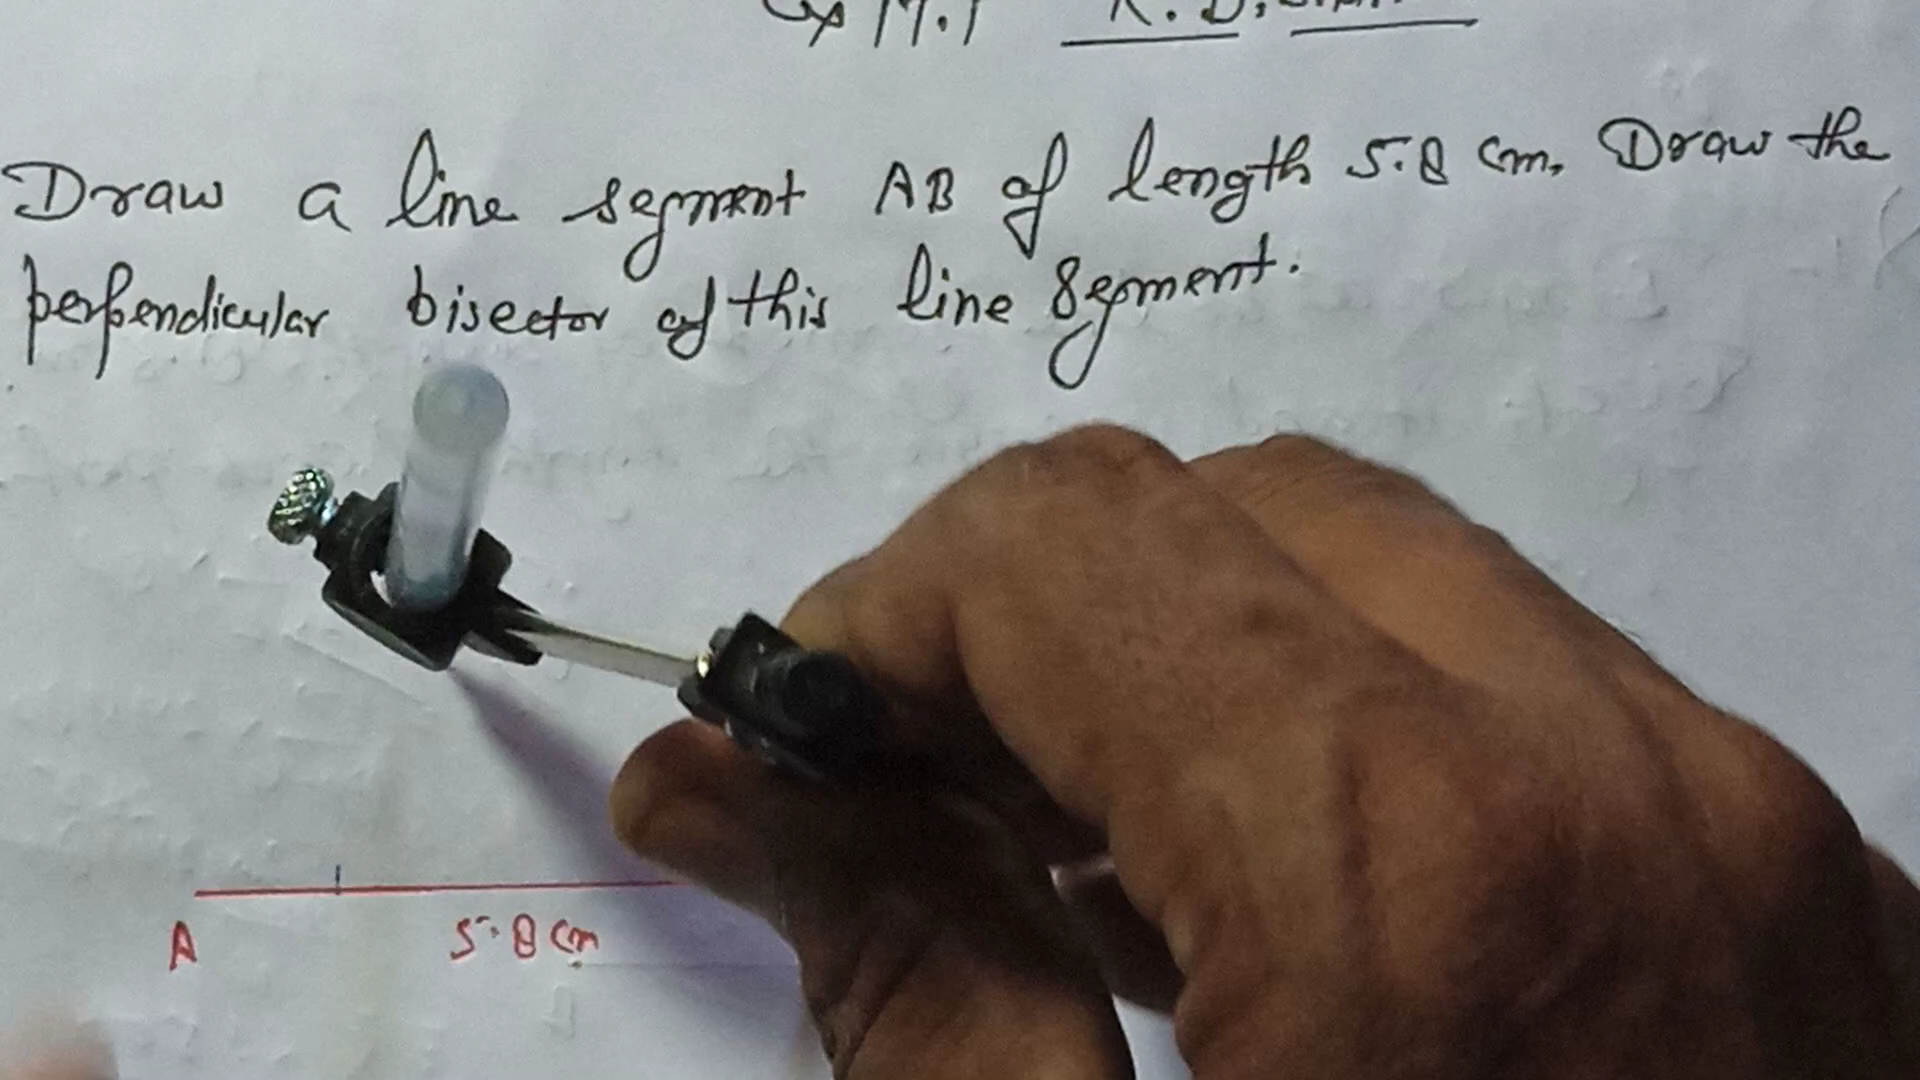 Draw a line segment AB of length 5.8 cm. Draw the
perpendicular bisector of this line segment.
A 5.8 cm